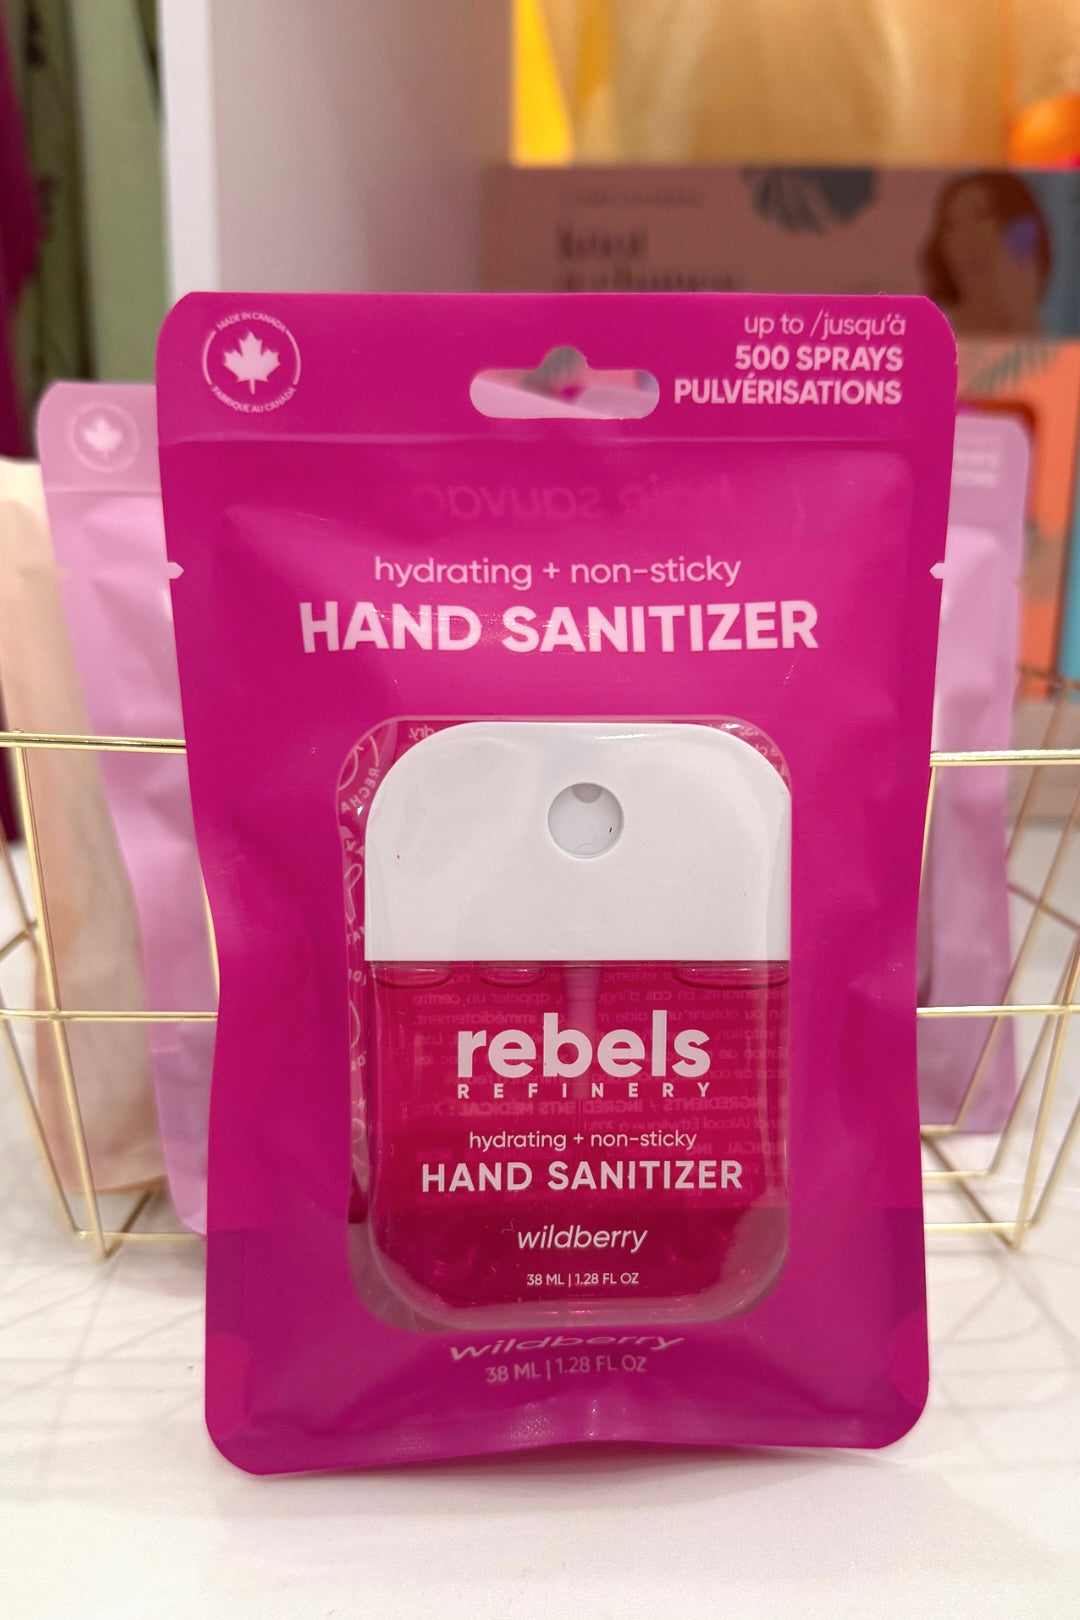 MADE IN CANADA
FABRIQUÉ AU CANADA
up to /jusqu'à
500 SPRAYS
PULVÉRISATIONS
hydrating + non-sticky
HAND SANITIZER
rebels
REFINERY
hydrating + non-sticky
HAND SANITIZER
wildberry
38 ML | 1.28 FL OZ
wildberry
38 ML | 1.28 FL OZ